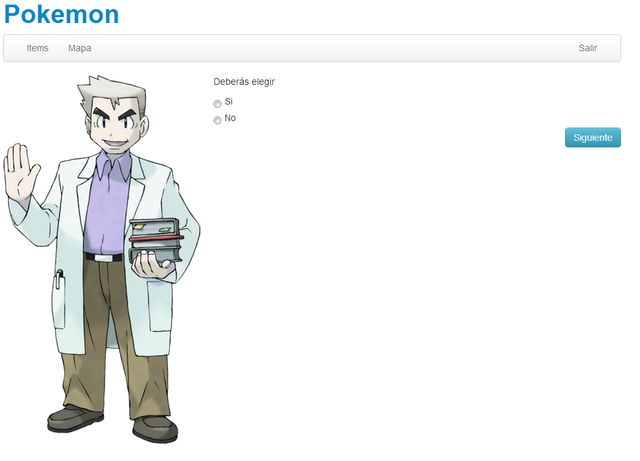 Pokemon
Items Mapa Salir
Deberás elegir
Si
No
Siguiente